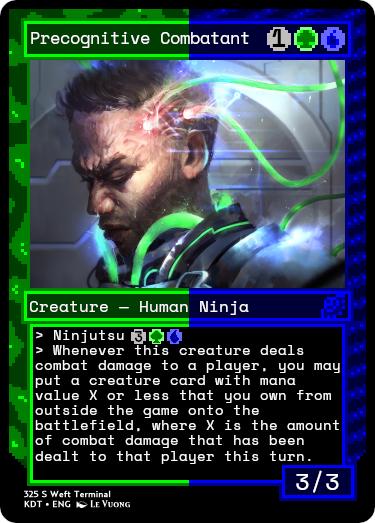 Precognitive Combatant 1
Creature — Human Ninja
> Ninjutsu 3
> Whenever this creature deals
combat damage to a player, you may
put a creature card with mana
value X or less that you own from
outside the game onto the
battlefield, where X is the amount
of combat damage that has been
dealt to that player this turn.
3/3
325 S Weft Terminal
KDT • ENG Le Vuong